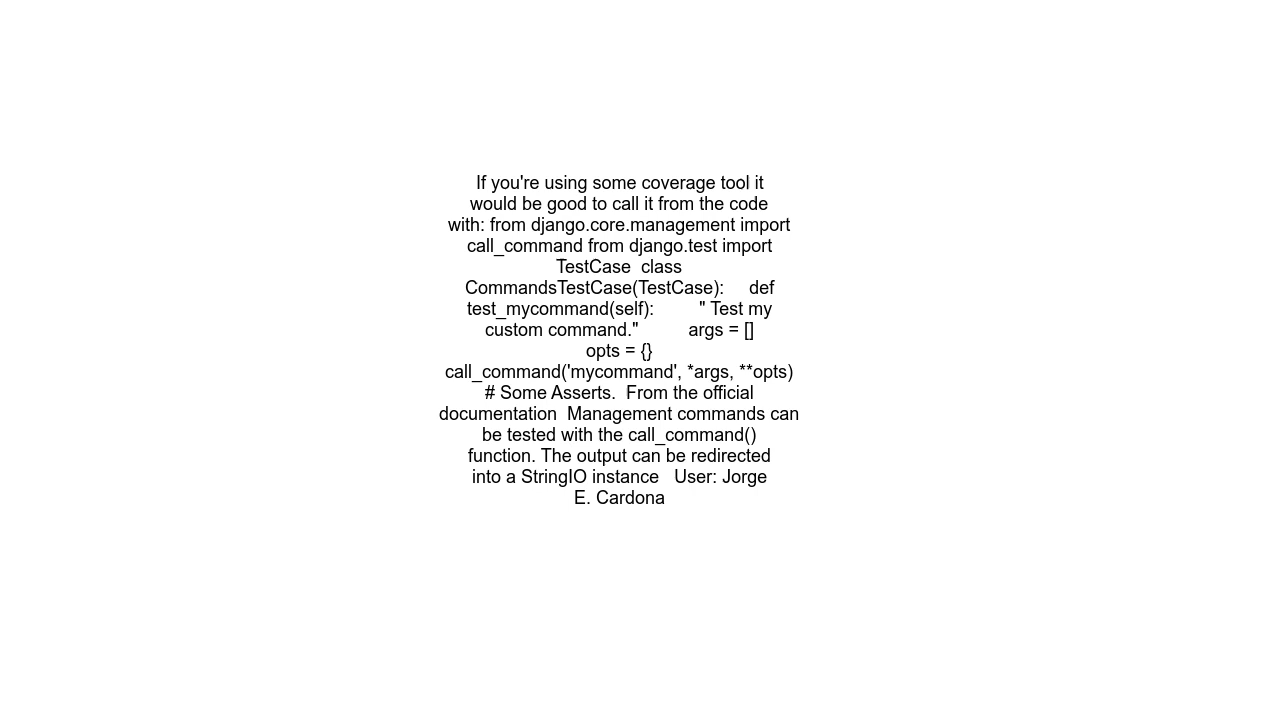 If you're using some coverage tool it
would be good to call it from the code
with: from django.core.management import
call_command from django.test import
TestCase  class
CommandsTestCase(TestCase):     def
test_mycommand(self):         " Test my
custom command."          args = []
opts = {}
call_command('mycommand', *args, **opts)
# Some Asserts.  From the official
documentation  Management commands can
be tested with the call_command()
function. The output can be redirected
into a StringIO instance   User: Jorge
E. Cardona